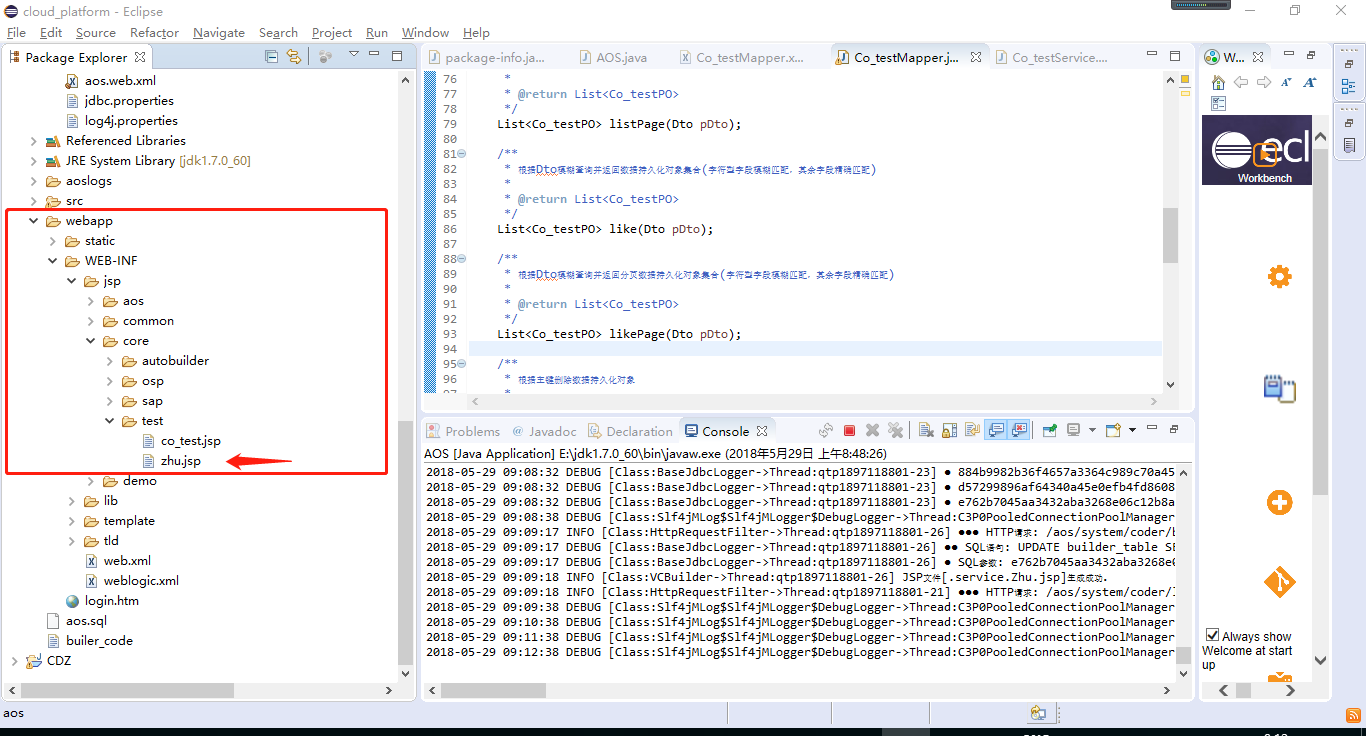 cloud_platform - Eclipse
File Edit Source Refactor Navigate Search Project Run Window Help
Package Explorer
aos.web.xml
jdbc.properties
log4j.properties
Referenced Libraries
JRE System Library [jdk1.7.0_60]
aoslogs
src
webapp
static
WEB-INF
jsp
aos
common
core
autobuilder
osp
sap
test
co_test.jsp
zhu.jsp
demo
lib
template
tld
web.xml
weblogic.xml
login.htm
aos.sql
builer_code
CDZ
package-info.ja... AOS.java Co_testMapper.x... Co_testMapper.j... Co_testService....
76 *
77 * @return List<Co_testPO>
78 */
79 List<Co_testPO> listPage(Dto pDto);
80
81 /**
82 * 根据Dto模糊查询并返回数据持久化对象集合(字符型字段模糊匹配，其余字段精确匹配)
83 *
84 * @return List<Co_testPO>
85 */
86 List<Co_testPO> like(Dto pDto);
87
88 /**
89 * 根据Dto模糊查询并返回分页数据持久化对象集合(字符型字段模糊匹配，其余字段精确匹配)
90 *
91 * @return List<Co_testPO>
92 */
93 List<Co_testPO> likePage(Dto pDto);
94
95 /**
96 * 根据主键删除数据持久化对象
Problems Javadoc Declaration Console
AOS [Java Application] E:\jdk1.7.0_60\bin\javaw.exe (2018年5月29日 上午8:48:26)
2018-05-29 09:08:32 DEBUG [Class:BaseJdbcLogger->Thread:qtp1897118801-23] ● 884b9982b36f4657a3364c989c70a45
2018-05-29 09:08:32 DEBUG [Class:BaseJdbcLogger->Thread:qtp1897118801-23] ● d57299896af64340a45e0efb4fd8608
2018-05-29 09:08:32 DEBUG [Class:BaseJdbcLogger->Thread:qtp1897118801-23] ● e762b7045aa3432aba3268e06c12b8a
2018-05-29 09:08:38 DEBUG [Class:Slf4jMLog$Slf4jMLogger$DebugLogger->Thread:C3P0PooledConnectionPoolManager
2018-05-29 09:09:17 INFO [Class:HttpRequestFilter->Thread:qtp1897118801-26] ●●● HTTP请求: /aos/system/coder/
2018-05-29 09:09:17 DEBUG [Class:BaseJdbcLogger->Thread:qtp1897118801-26] ●● SQL语句: UPDATE builder_table SE
2018-05-29 09:09:17 DEBUG [Class:BaseJdbcLogger->Thread:qtp1897118801-26] ● SQL参数: e762b7045aa3432aba3268e
2018-05-29 09:09:18 INFO [Class:VCBuilder->Thread:qtp1897118801-26] JSP文件[.service.Zhu.jsp]生成成功.
2018-05-29 09:09:18 INFO [Class:HttpRequestFilter->Thread:qtp1897118801-21] ●●● HTTP请求: /aos/system/coder/
2018-05-29 09:09:38 DEBUG [Class:Slf4jMLog$Slf4jMLogger$DebugLogger->Thread:C3P0PooledConnectionPoolManager
2018-05-29 09:10:38 DEBUG [Class:Slf4jMLog$Slf4jMLogger$DebugLogger->Thread:C3P0PooledConnectionPoolManager
2018-05-29 09:11:38 DEBUG [Class:Slf4jMLog$Slf4jMLogger$DebugLogger->Thread:C3P0PooledConnectionPoolManager
2018-05-29 09:12:38 DEBUG [Class:Slf4jMLog$Slf4jMLogger$DebugLogger->Thread:C3P0PooledConnectionPoolManager
W...
ecl
Workbench
Always show
Welcome at start
up
aos